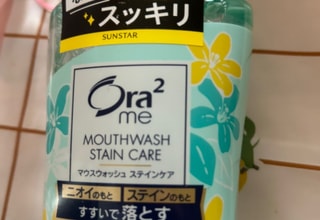 スッキリ
SUNSTAR
Ora²
me
MOUTHWASH
STAIN CARE
マウスウォッシュ ステインケア
ニオイのもと ステインのもと
すすいで落とす